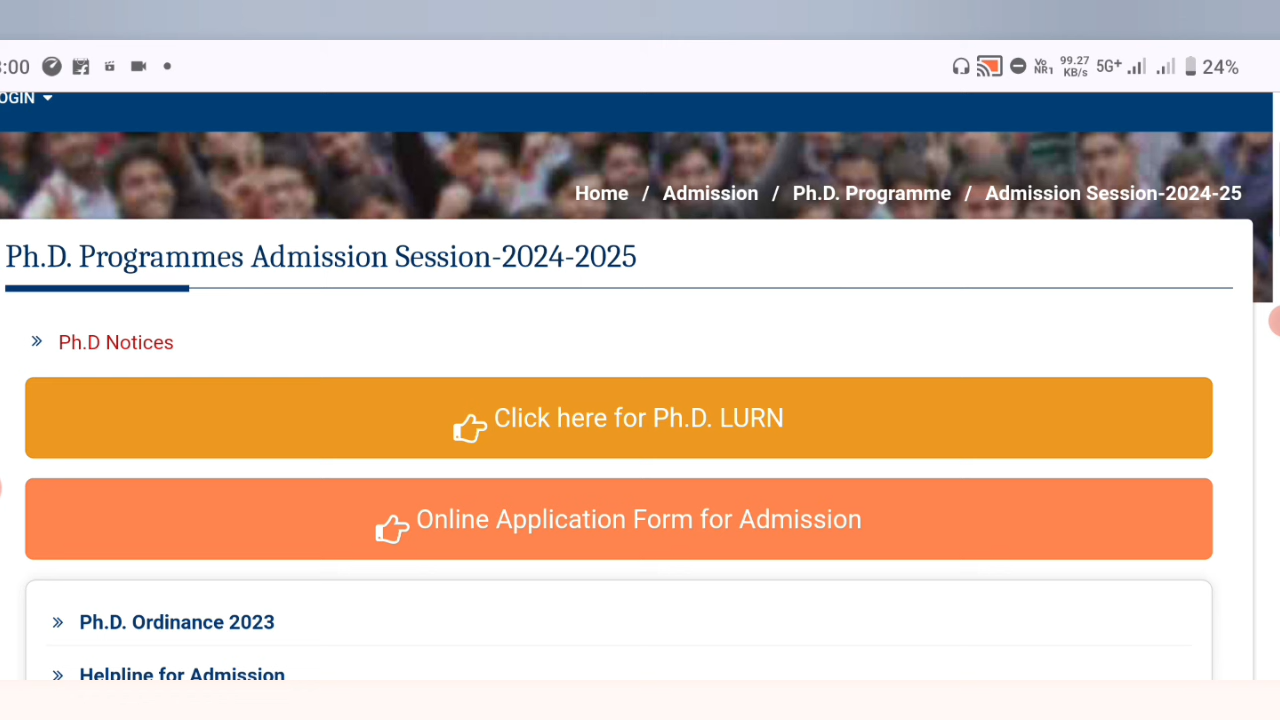 :00 Vo NR1 99.27 KB/s 5G+ 24%
OGIN
Home / Admission / Ph.D. Programme / Admission Session-2024-25
Ph.D. Programmes Admission Session-2024-2025
» Ph.D Notices
Click here for Ph.D. LURN
Online Application Form for Admission
» Ph.D. Ordinance 2023
» Helpline for Admission